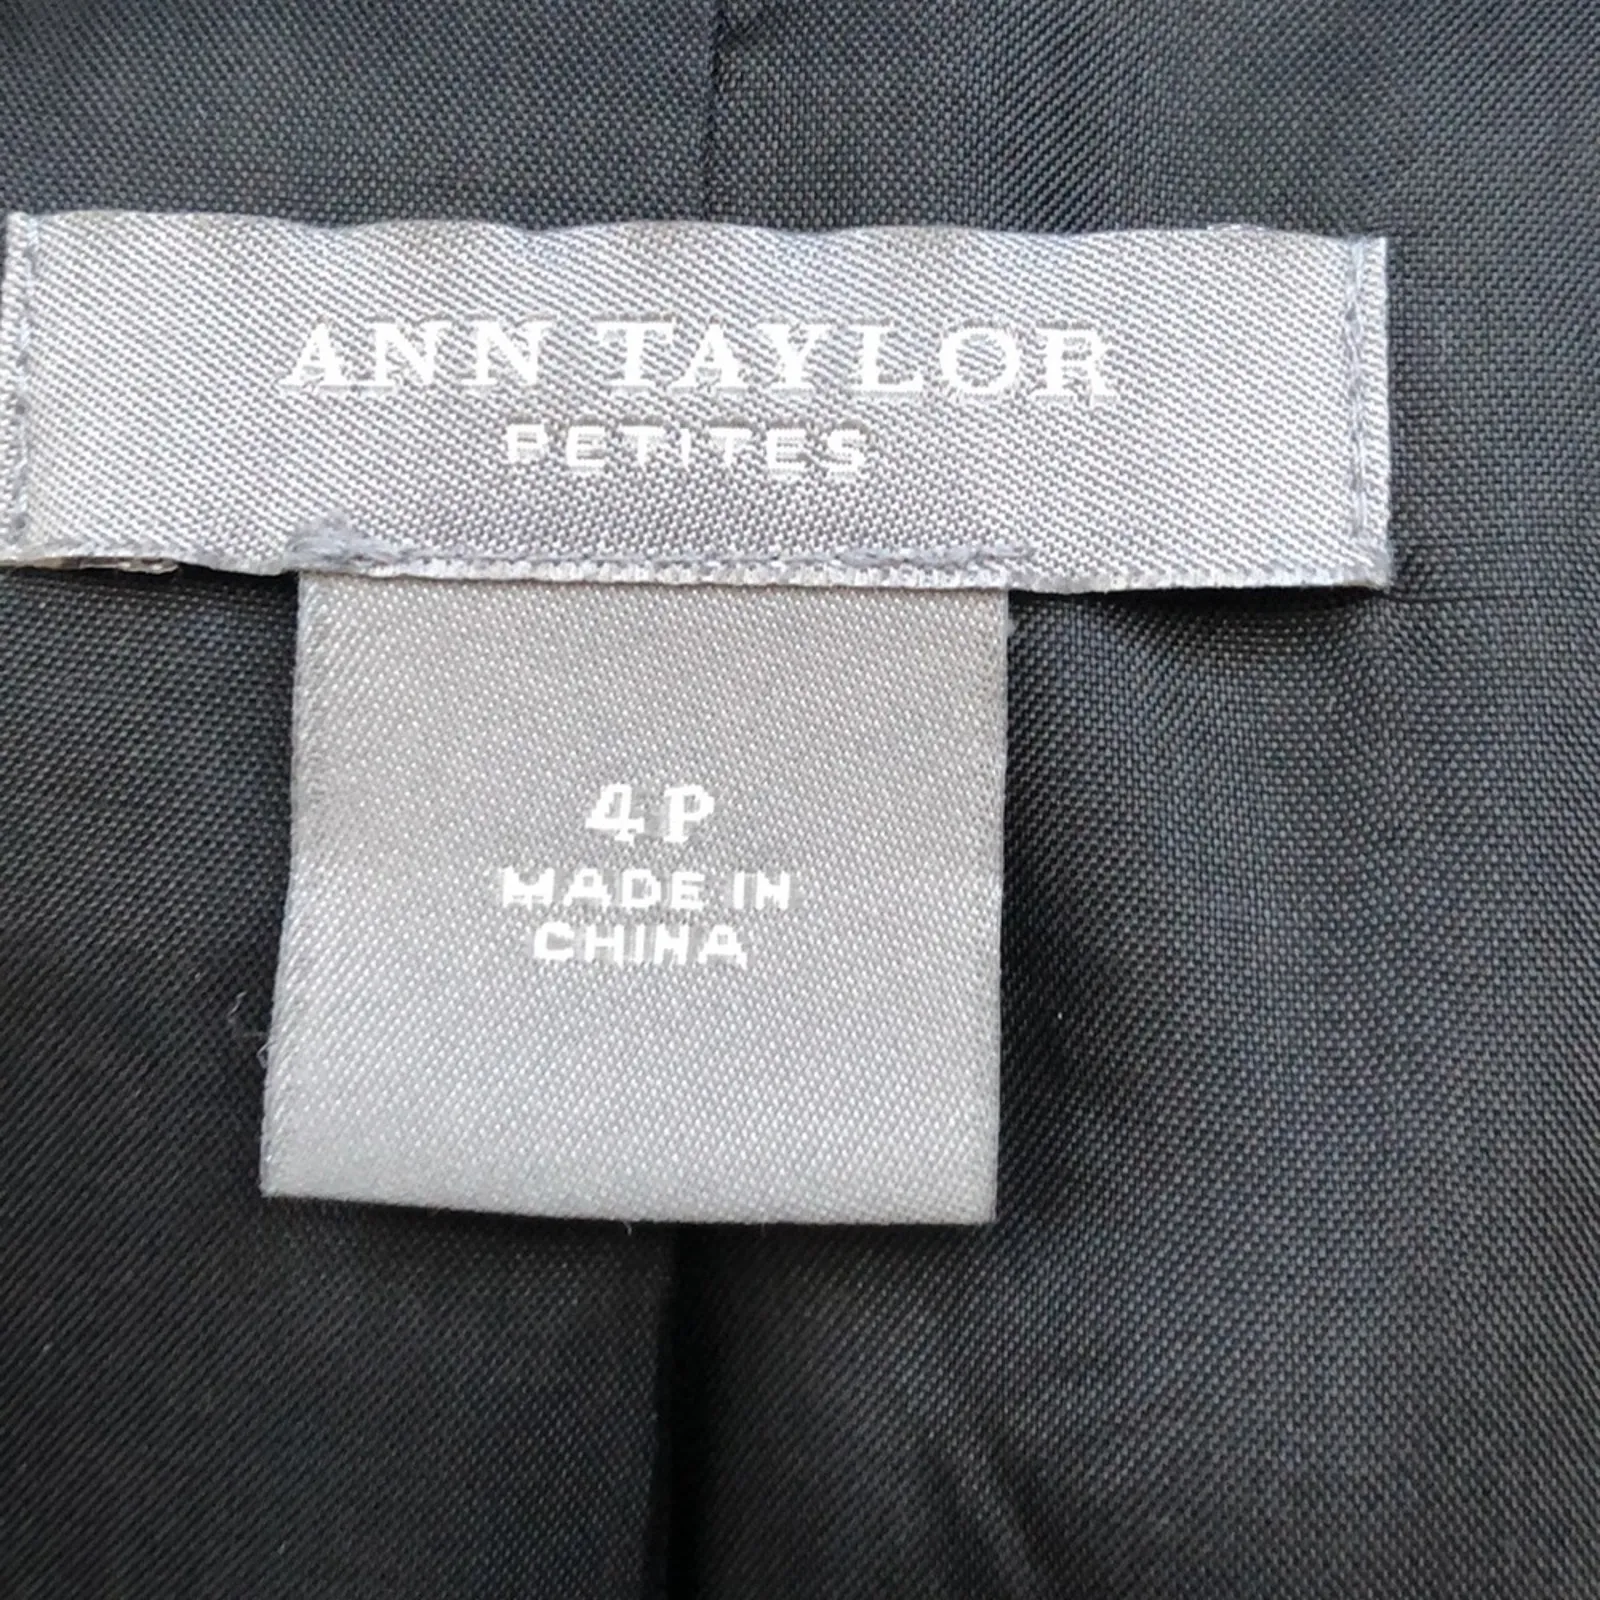 ANN TAYLOR
PETITES
4P
MADE IN
CHINA